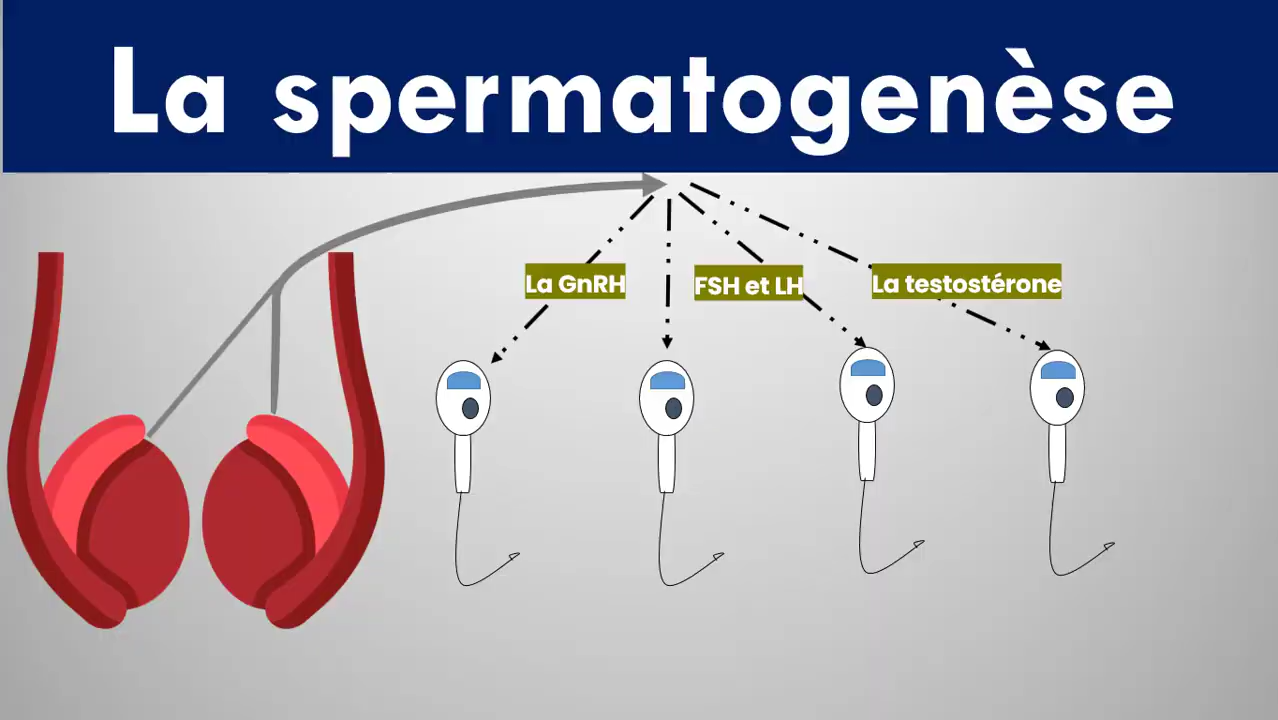 La spermatogenèse
La GnRH
FSH et LH
La testostérone